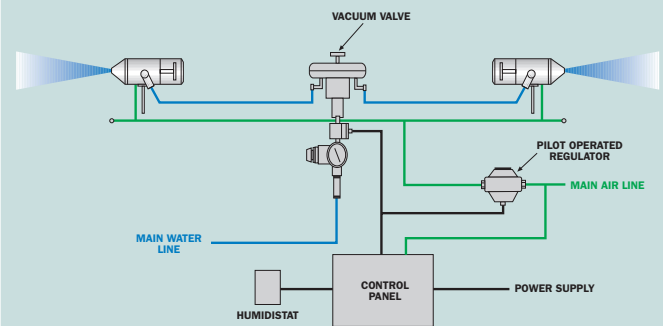 VACUUM VALVE
PILOT OPERATED
REGULATOR
MAIN AIR LINE
MAIN WATER
LINE
CONTROL
PANEL
POWER SUPPLY
HUMIDISTAT